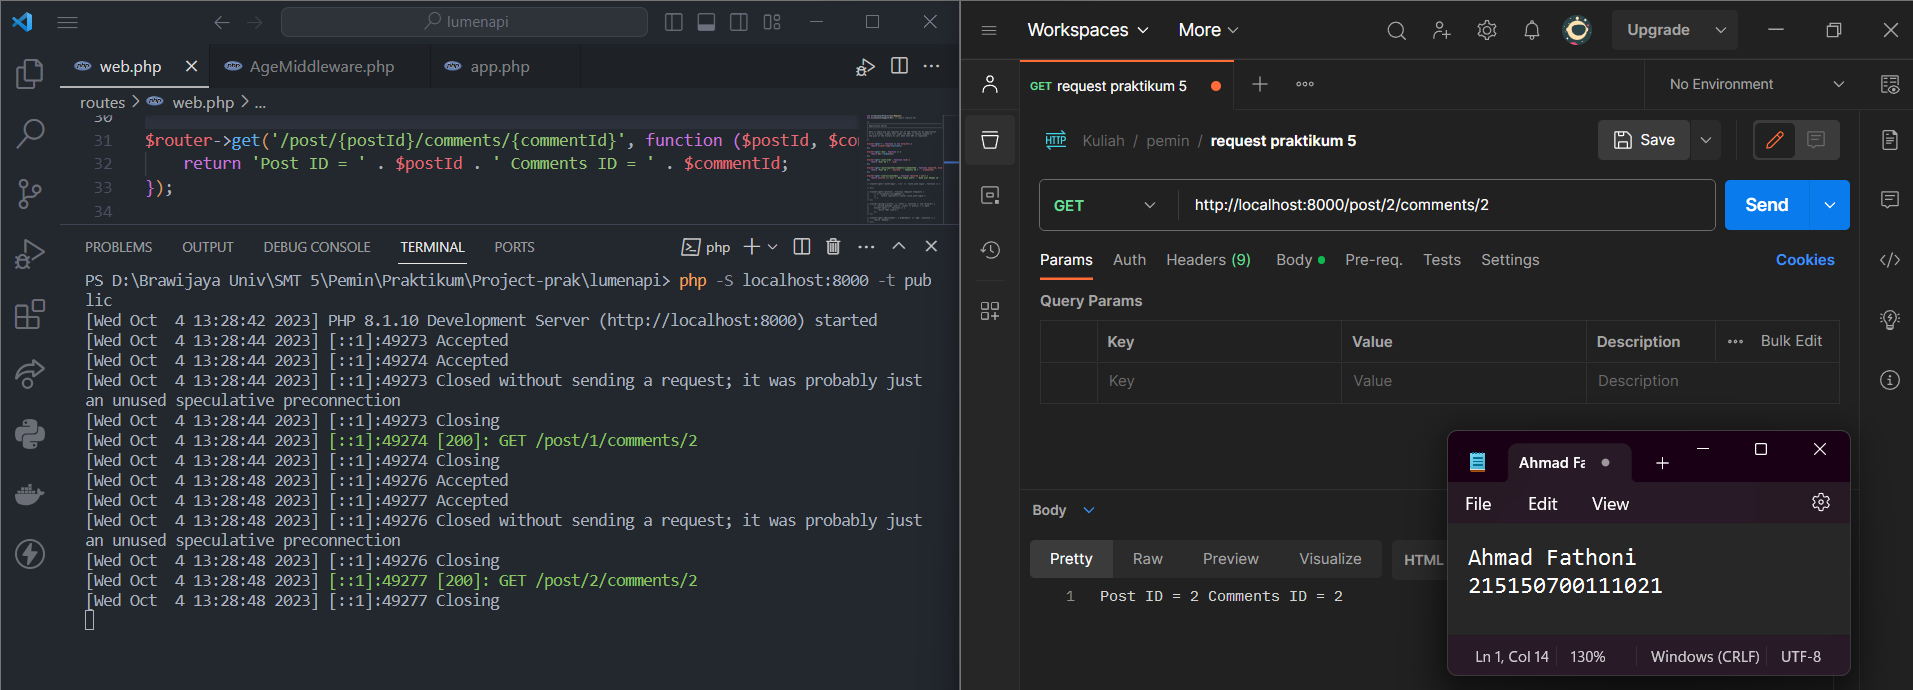 lumenapi
web.php
AgeMiddleware.php
app.php
routes > web.php > ...
30
31 $router->get('/post/{postId}/comments/{commentId}', function ($postId, $co
32 return 'Post ID = ' . $postId . ' Comments ID = ' . $commentId;
33 });
34
PROBLEMS OUTPUT DEBUG CONSOLE TERMINAL PORTS php
PS D:\Brawijaya Univ\SMT 5\Pemin\Praktikum\Project-prak\lumenapi> php -S localhost:8000 -t pub
lic
[Wed Oct  4 13:28:42 2023] PHP 8.1.10 Development Server (http://localhost:8000) started
[Wed Oct  4 13:28:44 2023] [::1]:49273 Accepted
[Wed Oct  4 13:28:44 2023] [::1]:49274 Accepted
[Wed Oct  4 13:28:44 2023] [::1]:49273 Closed without sending a request; it was probably just
an unused speculative preconnection
[Wed Oct  4 13:28:44 2023] [::1]:49273 Closing
[Wed Oct  4 13:28:44 2023] [::1]:49274 [200]: GET /post/1/comments/2
[Wed Oct  4 13:28:44 2023] [::1]:49274 Closing
[Wed Oct  4 13:28:48 2023] [::1]:49276 Accepted
[Wed Oct  4 13:28:48 2023] [::1]:49277 Accepted
[Wed Oct  4 13:28:48 2023] [::1]:49276 Closed without sending a request; it was probably just
an unused speculative preconnection
[Wed Oct  4 13:28:48 2023] [::1]:49276 Closing
[Wed Oct  4 13:28:48 2023] [::1]:49277 [200]: GET /post/2/comments/2
[Wed Oct  4 13:28:48 2023] [::1]:49277 Closing
Workspaces More Upgrade
GET request praktikum 5
No Environment
HTTP Kuliah / pemin / request praktikum 5
Save
GET http://localhost:8000/post/2/comments/2
Send
Params Auth Headers (9) Body Pre-req. Tests Settings Cookies
Query Params
Key Value Description Bulk Edit
Key Value Description
Body
Pretty Raw Preview Visualize HTML
1 Post ID = 2 Comments ID = 2
Ahmad Fa
File Edit View
Ahmad Fathoni
215150700111021
Ln 1, Col 14 130% Windows (CRLF) UTF-8